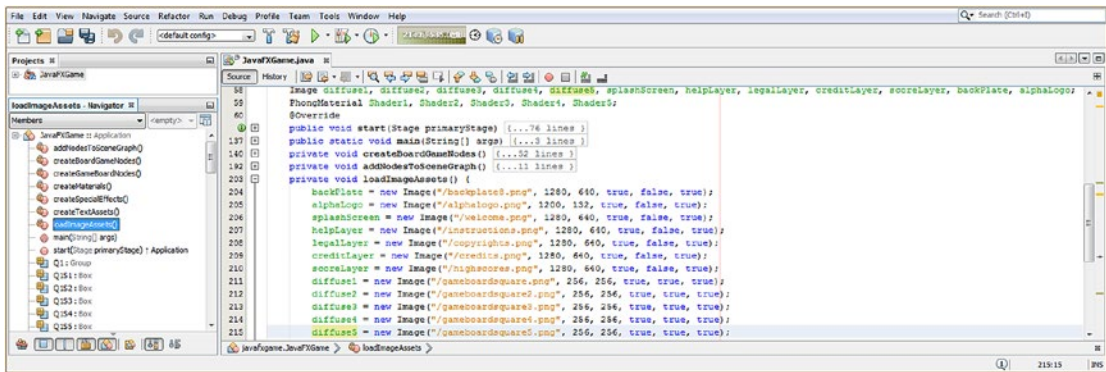 File Edit View Navigate Source Refactor Run Debug Profile Team Tools Window Help
Search (Ctrl+I)
<default config>
Projects
JavaFXGame
JavaFXGame.java
Source History
loadImageAssets - Navigator
Members
<empty>
JavaFXGame :: Application
addNodesToSceneGraph()
createBoardGameNodes()
createGameBoardNodes()
createMaterials()
createSpecialEffects()
createTextAssets()
loadImageAssets()
main(String[] args)
start(Stage primaryStage) ↑ Application
Q1 : Group
Q1S1 : Box
Q1S2 : Box
Q1S3 : Box
Q1S4 : Box
Q1S5 : Box
58 Image diffuse1, diffuse2, diffuse3, diffuse4, diffuse5, splashScreen, helpLayer, legalLayer, creditLayer, scoreLayer, backPlate, alphaLogo;
59 PhongMaterial Shader1, Shader2, Shader3, Shader4, Shader5;
60 @Override
public void start(Stage primaryStage) {...76 lines }
137 public static void main(String[] args) {...3 lines }
140 private void createBoardGameNodes() {...52 lines }
192 private void addNodesToSceneGraph() {...11 lines }
203 private void loadImageAssets() {
204 backPlate = new Image("/backplate8.png", 1280, 640, true, false, true);
205 alphaLogo = new Image("/alphalogo.png", 1200, 132, true, false, true);
206 splashScreen = new Image("/welcome.png", 1280, 640, true, false, true);
207 helpLayer = new Image("/instructions.png", 1280, 640, true, false, true);
208 legalLayer = new Image("/copyrights.png", 1280, 640, true, false, true);
209 creditLayer = new Image("/credits.png", 1280, 640, true, false, true);
210 scoreLayer = new Image("/highscores.png", 1280, 640, true, false, true);
211 diffuse1 = new Image("/gameboardsquare.png", 256, 256, true, true, true);
212 diffuse2 = new Image("/gameboardsquare2.png", 256, 256, true, true, true);
213 diffuse3 = new Image("/gameboardsquare3.png", 256, 256, true, true, true);
214 diffuse4 = new Image("/gameboardsquare4.png", 256, 256, true, true, true);
215 diffuse5 = new Image("/gameboardsquare5.png", 256, 256, true, true, true);
javafxgame.JavaFXGame
loadImageAssets
215:15 INS